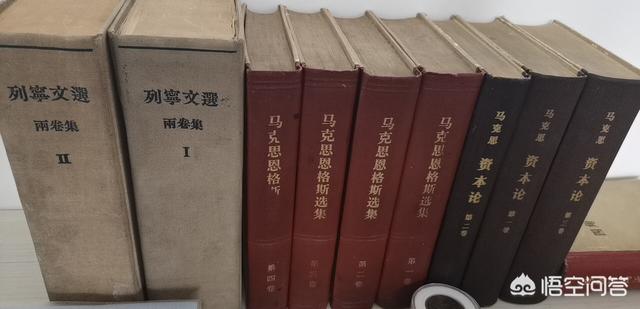 列寧文選
兩卷集
II
列寧文選
兩卷集
I
马克思恩格斯
第四卷
马克思恩格斯选集
第三卷
马克思恩格斯选集
第二卷
马克思恩格斯选集
第一卷
马克思
资本论
第二卷
马克思
资本论
第一卷
马克思
资本论
第三卷
悟空问答